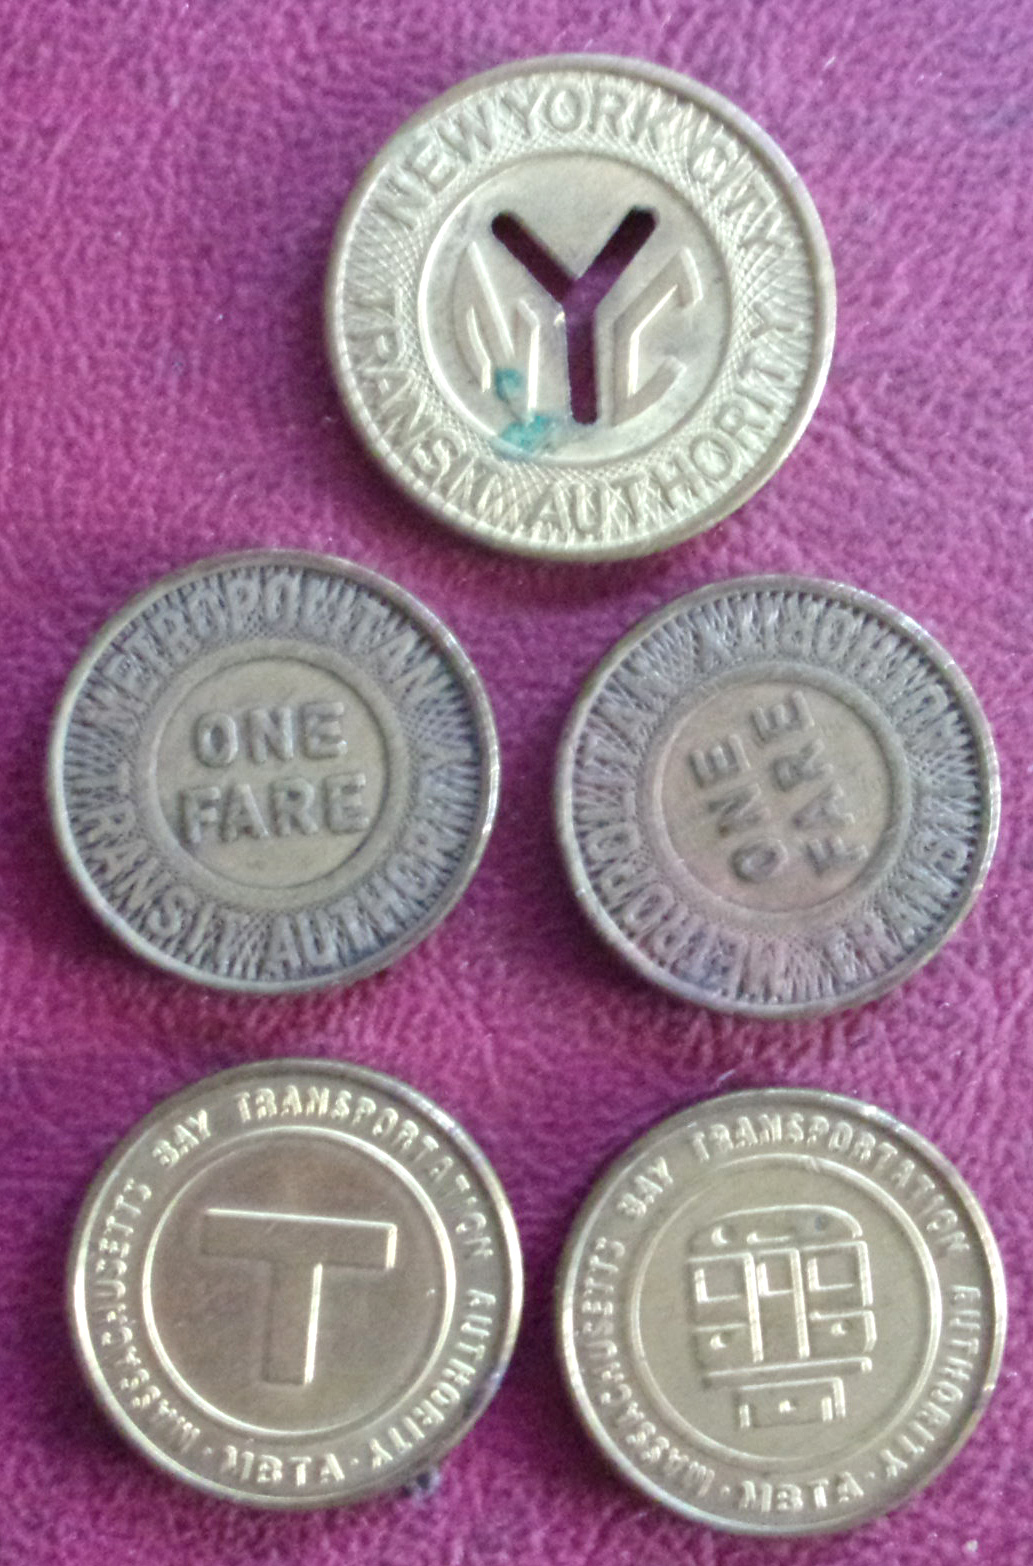 NEW YORK CITY
TRANSIT AUTHORITY
NYC
METROPOLITAN
TRANSIT AUTHORITY
ONE
FARE
METROPOLITAN
TRANSIT AUTHORITY
ONE
FARE
MASSACHUSETTS BAY TRANSPORTATION AUTHORITY
T
· MBTA ·
MASSACHUSETTS BAY TRANSPORTATION AUTHORITY
· MBTA ·